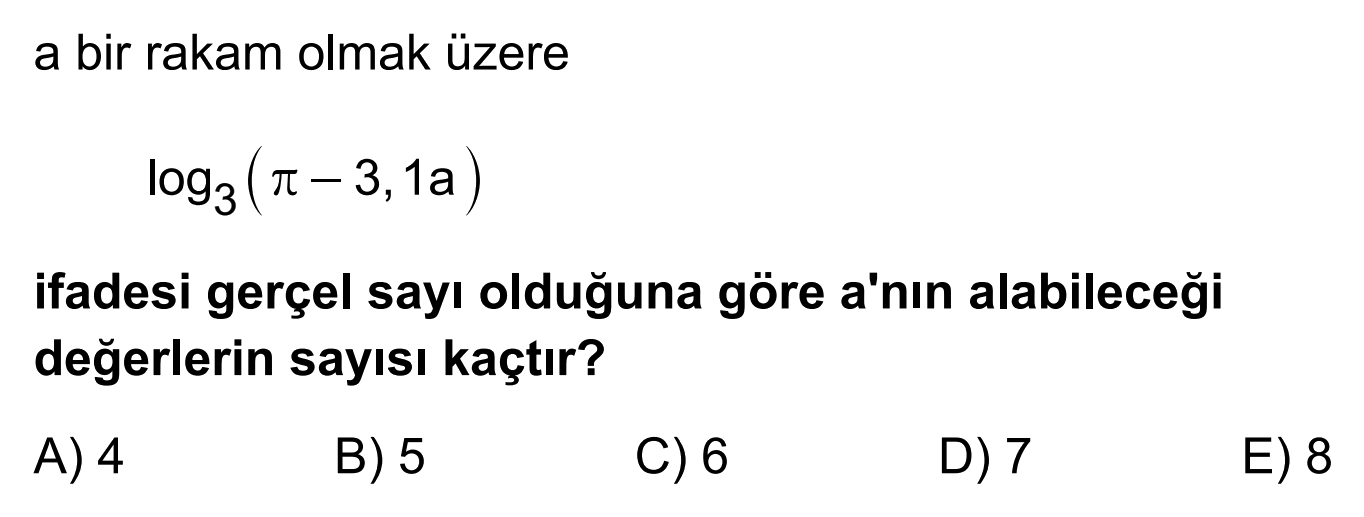 a bir rakam olmak üzere
log₃(π – 3,1a)
ifadesi gerçel sayı olduğuna göre a'nın alabileceği
değerlerin sayısı kaçtır?
A) 4 B) 5 C) 6 D) 7 E) 8